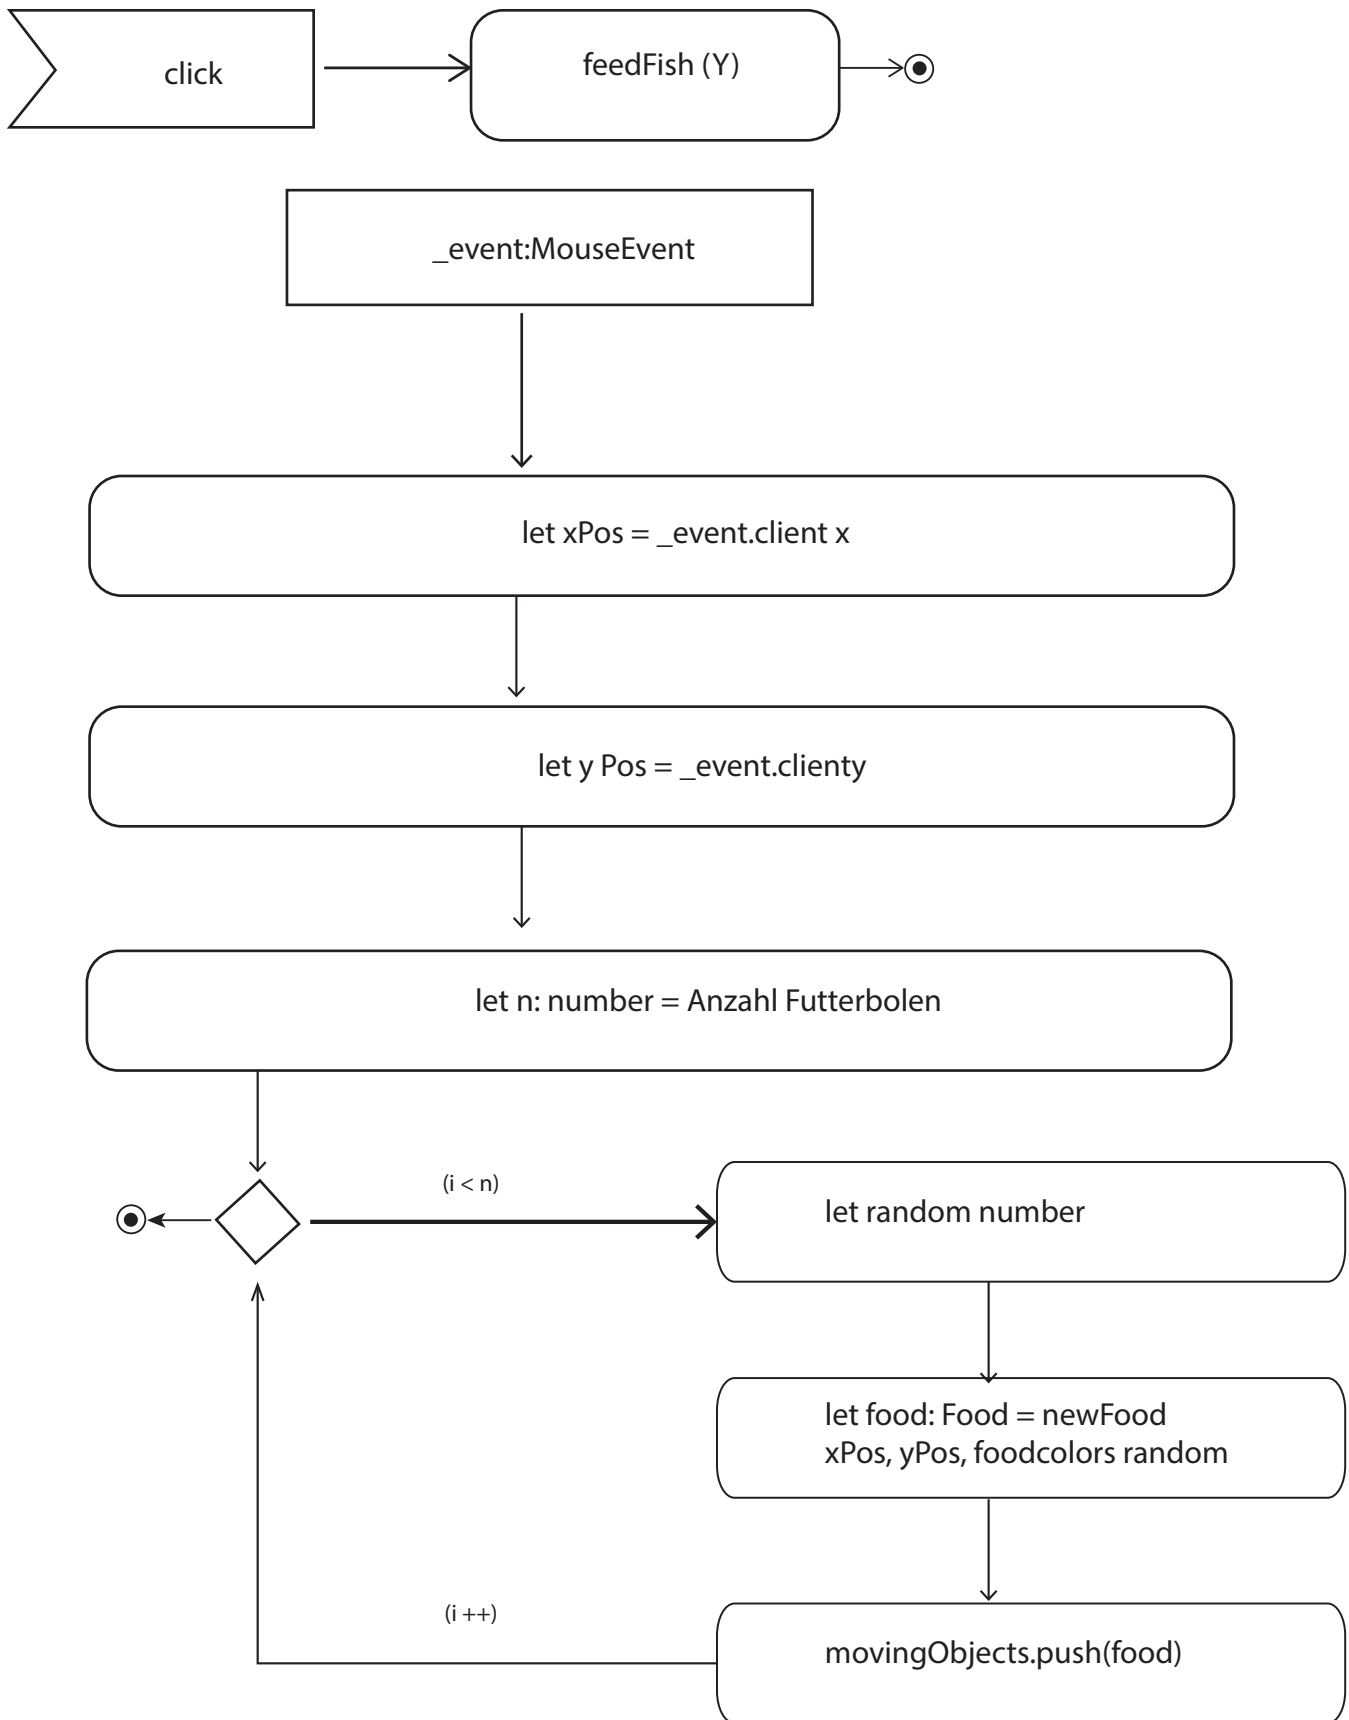 click
feedFish (Y)
_event:MouseEvent
let xPos = _event.client x
let y Pos = _event.clienty
let n: number = Anzahl Futterbolen
(i < n)
let random number
let food: Food = newFood
xPos, yPos, foodcolors random
(i ++)
movingObjects.push(food)